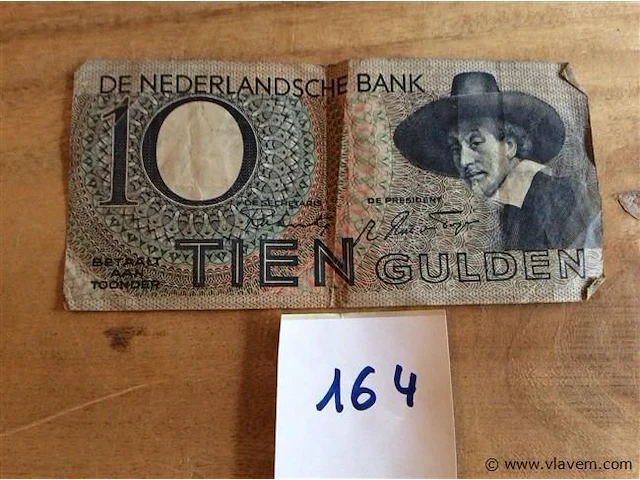 DE NEDERLANDSCHE BANK
10
DE SECRETARIS DE PRESIDENT
BETAALT
AAN
TOONDER
TIEN GULDEN
164
© www.vlavem.com